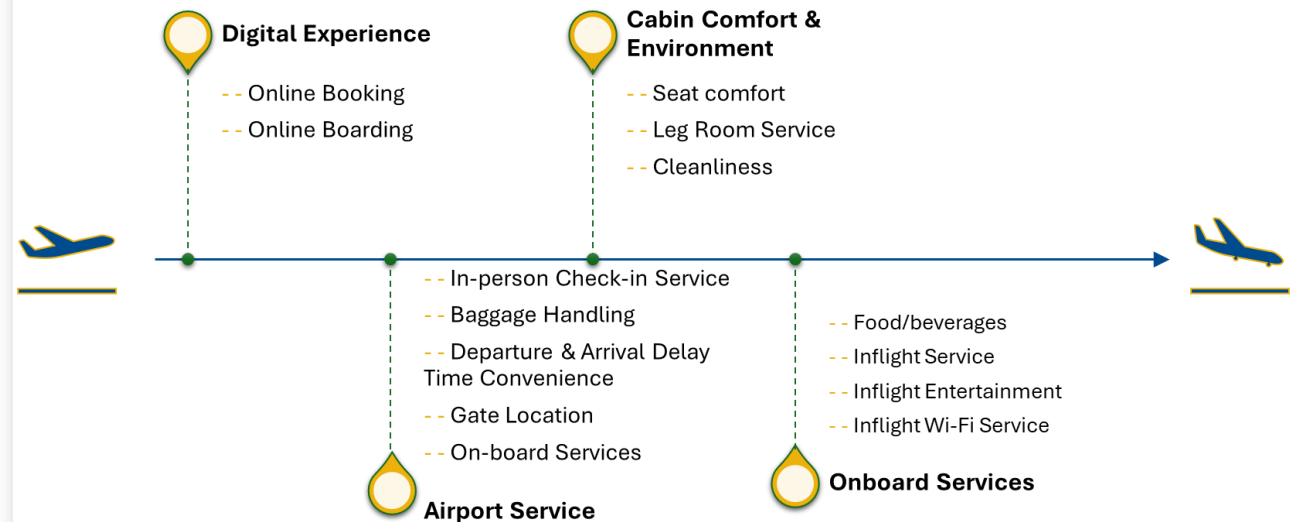 Digital Experience
- - Online Booking
- - Online Boarding
Cabin Comfort &
Environment
- - Seat comfort
- - Leg Room Service
- - Cleanliness
- - In-person Check-in Service
- - Baggage Handling
- - Departure & Arrival Delay
Time Convenience
- - Gate Location
- - On-board Services
Airport Service
- - Food/beverages
- - Inflight Service
- - Inflight Entertainment
- - Inflight Wi-Fi Service
Onboard Services